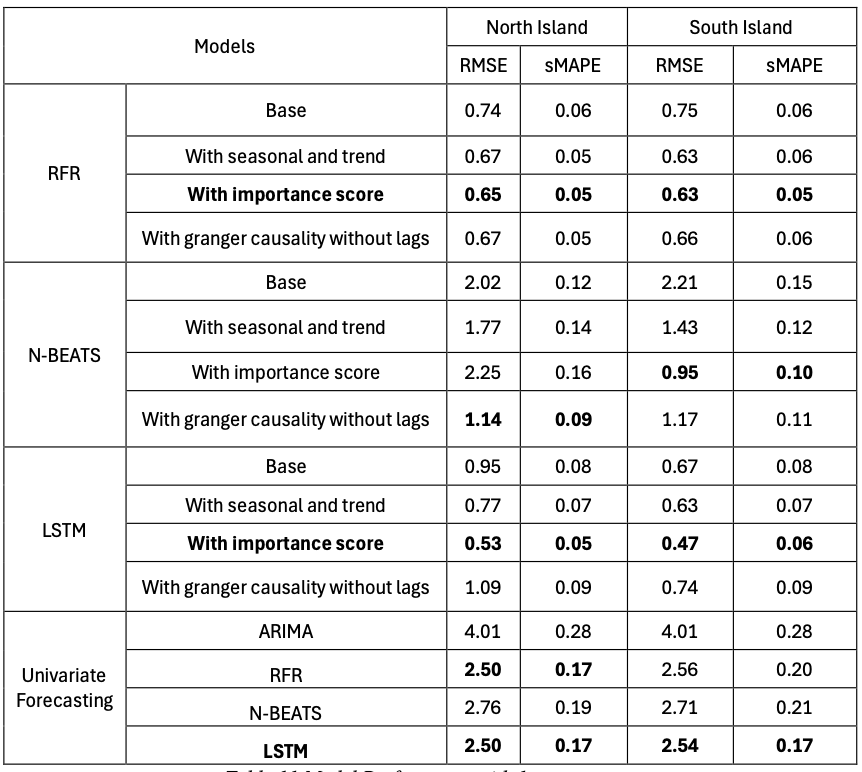 Models North Island South Island
RMSE sMAPE RMSE sMAPE
RFR
Base 0.74 0.06 0.75 0.06
With seasonal and trend 0.67 0.05 0.63 0.06
With importance score 0.65 0.05 0.63 0.05
With granger causality without lags 0.67 0.05 0.66 0.06
N-BEATS
Base 2.02 0.12 2.21 0.15
With seasonal and trend 1.77 0.14 1.43 0.12
With importance score 2.25 0.16 0.95 0.10
With granger causality without lags 1.14 0.09 1.17 0.11
LSTM
Base 0.95 0.08 0.67 0.08
With seasonal and trend 0.77 0.07 0.63 0.07
With importance score 0.53 0.05 0.47 0.06
With granger causality without lags 1.09 0.09 0.74 0.09
Univariate
Forecasting
ARIMA 4.01 0.28 4.01 0.28
RFR 2.50 0.17 2.56 0.20
N-BEATS 2.76 0.19 2.71 0.21
LSTM 2.50 0.17 2.54 0.17